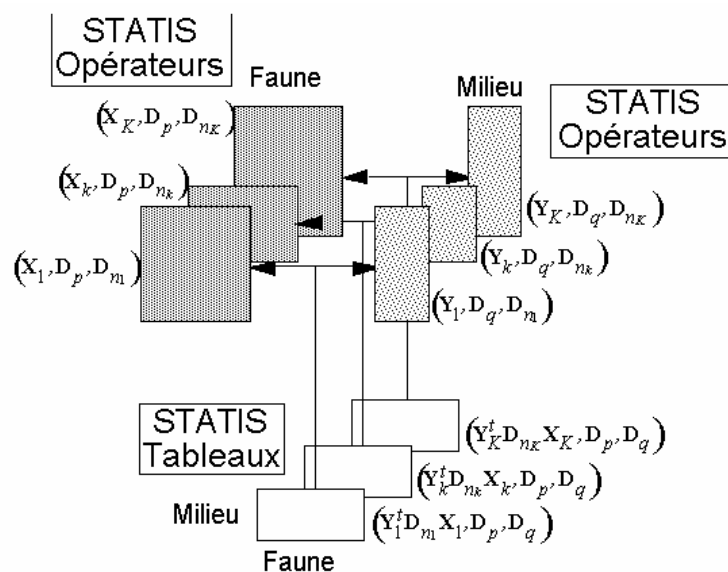 STATIS
Opérateurs
Faune
Milieu
STATIS
Opérateurs
(X_K, D_p, D_{n_K})
(X_k, D_p, D_{n_k})
(X_1, D_p, D_{n_1})
(Y_K, D_q, D_{n_K})
(Y_k, D_q, D_{n_k})
(Y_1, D_q, D_{n_1})
STATIS
Tableaux
(Y_K^t D_{n_K} X_K, D_p, D_q)
(Y_k^t D_{n_k} X_k, D_p, D_q)
Milieu
(Y_1^t D_{n_1} X_1, D_p, D_q)
Faune